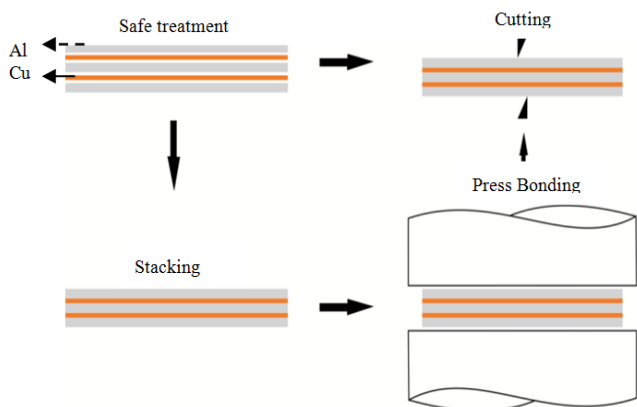 Safe treatment
Cutting
Al
Cu
Press Bonding
Stacking